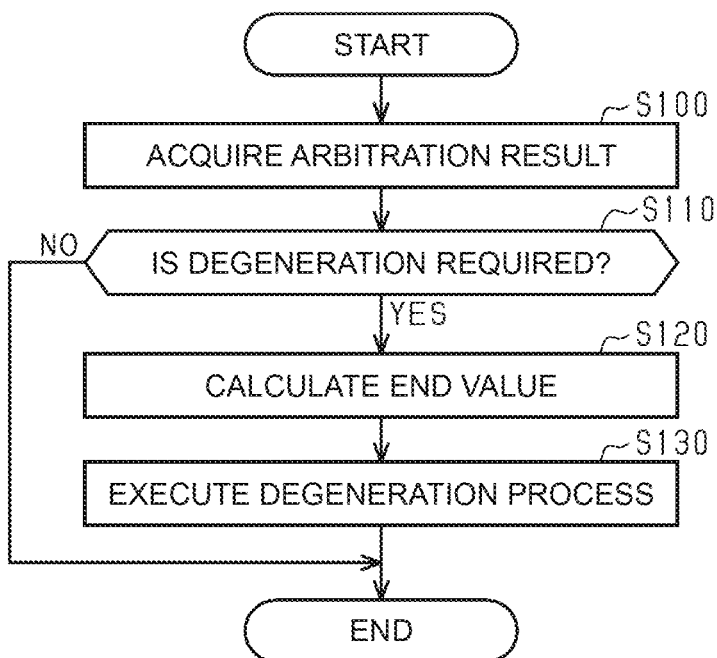 START
S100
ACQUIRE ARBITRATION RESULT
S110
NO
IS DEGENERATION REQUIRED?
YES
S120
CALCULATE END VALUE
S130
EXECUTE DEGENERATION PROCESS
END